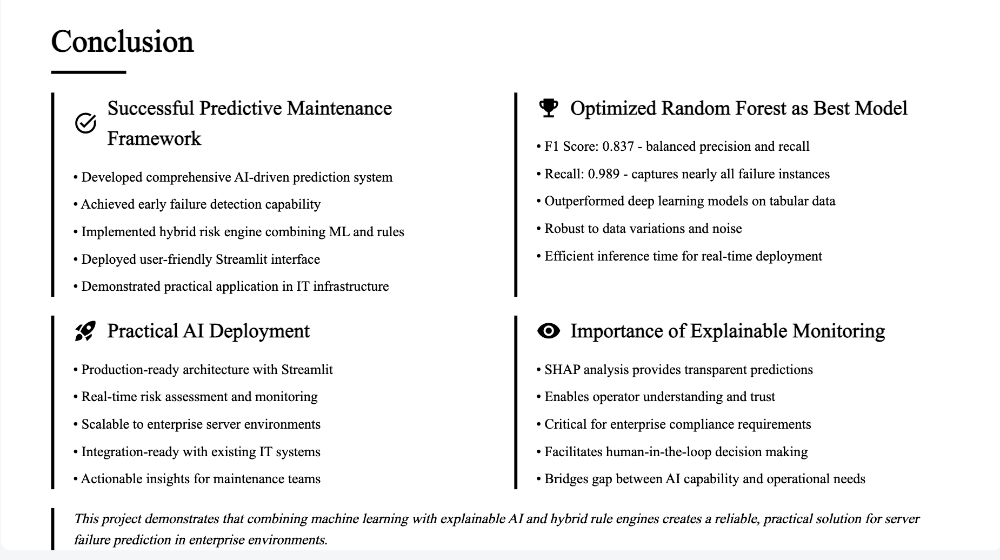 Conclusion
Successful Predictive Maintenance
Framework
• Developed comprehensive AI-driven prediction system
• Achieved early failure detection capability
• Implemented hybrid risk engine combining ML and rules
• Deployed user-friendly Streamlit interface
• Demonstrated practical application in IT infrastructure
Optimized Random Forest as Best Model
• F1 Score: 0.837 - balanced precision and recall
• Recall: 0.989 - captures nearly all failure instances
• Outperformed deep learning models on tabular data
• Robust to data variations and noise
• Efficient inference time for real-time deployment
Practical AI Deployment
• Production-ready architecture with Streamlit
• Real-time risk assessment and monitoring
• Scalable to enterprise server environments
• Integration-ready with existing IT systems
• Actionable insights for maintenance teams
Importance of Explainable Monitoring
• SHAP analysis provides transparent predictions
• Enables operator understanding and trust
• Critical for enterprise compliance requirements
• Facilitates human-in-the-loop decision making
• Bridges gap between AI capability and operational needs
This project demonstrates that combining machine learning with explainable AI and hybrid rule engines creates a reliable, practical solution for server
failure prediction in enterprise environments.